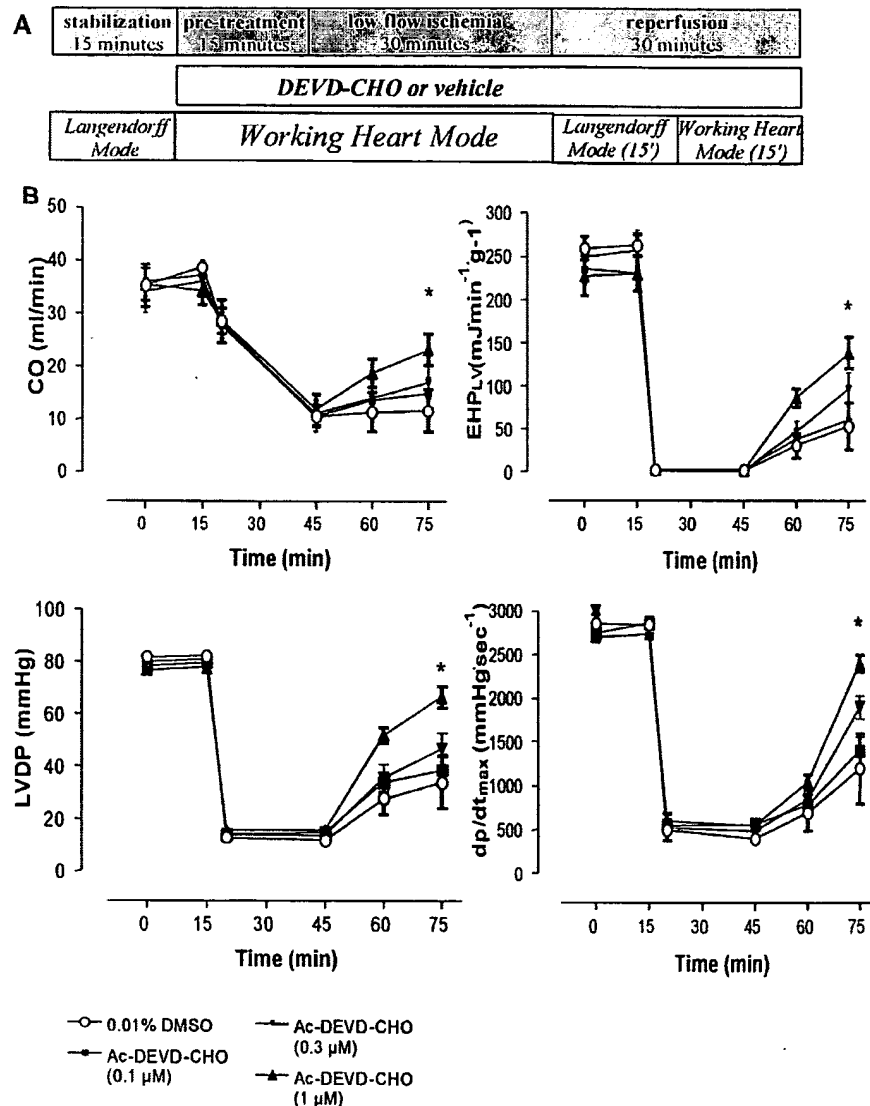 A
stabilization pre-treatment low flow ischemia reperfusion
15 minutes 15 minutes 30 minutes 30 minutes
DEVD-CHO or vehicle
Langendorff Mode
Working Heart Mode
Langendorff Mode (15')
Working Heart Mode (15')
B
CO (ml/min)
50
40
30
20
10
0
0 15 30 45 60 75
Time (min)
*
EHPLV(mJ/min⁻¹·g-1)
300
250
200
150
100
50
0
0 15 30 45 60 75
Time (min)
*
LVDP (mmHg)
100
80
60
40
20
0
0 15 30 45 60 75
Time (min)
*
dp/dtmax (mmHg·sec⁻¹)
3000
2500
2000
1500
1000
500
0
0 15 30 45 60 75
Time (min)
*
0.01% DMSO
Ac-DEVD-CHO
(0.1 µM)
Ac-DEVD-CHO
(0.3 µM)
Ac-DEVD-CHO
(1 µM)